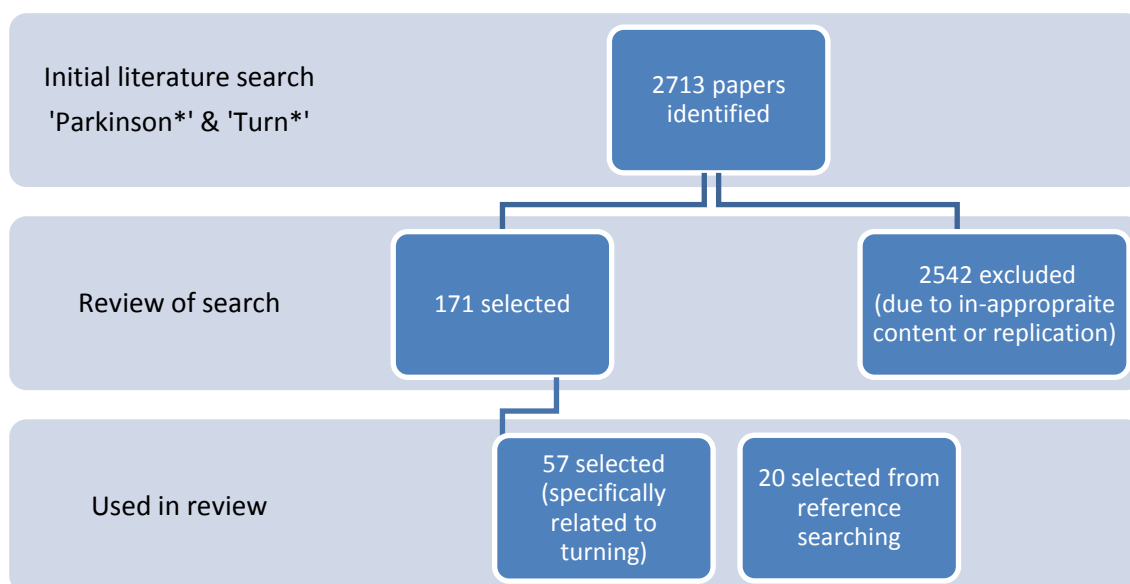 Initial literature search
'Parkinson*' & 'Turn*'
2713 papers
identified
Review of search
171 selected
2542 excluded
(due to in-appropraite
content or replication)
Used in review
57 selected
(specifically
related to
turning)
20 selected from
reference
searching